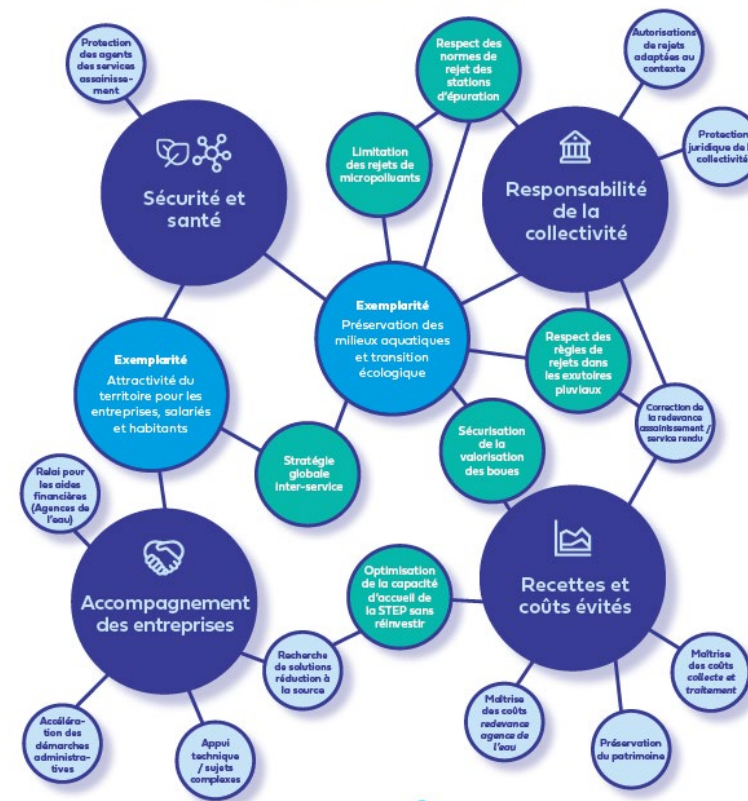 Protection
des agents
des services
assainisse-
ment
Respect des
normes de
rejet des
stations
d'épuration
Autorisations
de rejets
adaptées au
contexte
Limitation
des rejets de
micropolluants
Protection
juridique de l
collectivité
Sécurité et
santé
Responsabilité
de la
collectivité
Exemplarité
Préservation des
milieux aquatiques
et transition
écologique
Exemplarité
Attractivité du
territoire pour les
entreprises, salariés
et habitants
Respect des
règles de
rejets dans
les exutoires
pluviaux
Correction de
la redevance
assainissement /
service rendu
Sécurisation
de la
valorisation
des boues
Stratégie
globale
inter-service
Relai pour
les aides
financières
(Agences de
l'eau)
Accompagnement
des entreprises
Optimisation
de la capacité
d'accueil de
la STEP sans
réinvestir
Recettes et
coûts évités
Recherche
de solutions
réduction à
la source
Maîtrise
des coûts
collecte et
traitement
Maîtrise
des coûts
redevance
agence de
l'eau
Préservation
du patrimoine
Accéléra-
tion des
démarches
administra-
tives
Appui
technique
/ sujets
complexes